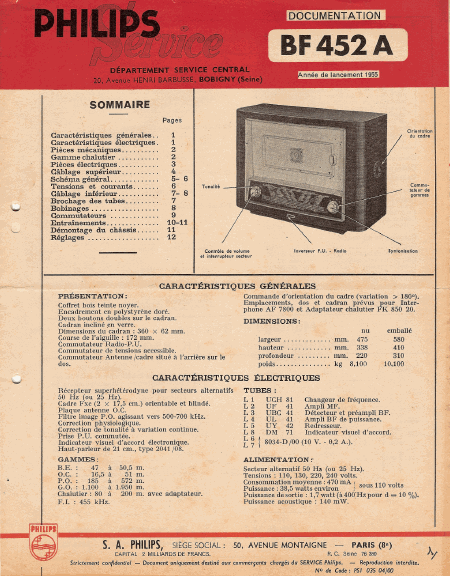 PHILIPS
Service
DÉPARTEMENT SERVICE CENTRAL
20, Avenue HENRI BARBUSSE, BOBIGNY (Seine)
DOCUMENTATION
BF 452 A
Année de lancement 1955
SOMMAIRE
Pages
Caractéristiques générales.. 1
Caractéristiques électriques. 1
Pièces mécaniques 2
Gamme chalutier 2
Pièces électriques 3
Câblage supérieur 4
Schéma général 5- 6
Tensions et courants 6
Câblage inférieur 7- 8
Brochage des tubes 7
Bobinages 8
Commutateurs 9
Entraînements 10-11
Démontage du châssis 11
Réglages 12
Orientation
du cadre
Tonalité
Commu-
tateur de
gammes
Contrôle de volume
et interrupteur secteur
Inverseur P.U. - Radio
Syntonisation
CARACTÉRISTIQUES GÉNÉRALES
PRÉSENTATION:
Coffret bois teinte noyer.
Encadrement en polystyrène doré.
Deux boutons doubles sur le cadran.
Cadran incliné en verre.
Dimensions du cadran : 360 × 62 mm.
Course de l'aiguille : 172 mm.
Commutateur Radio-P.U.
Commutateur de tensions accessible.
Commutateur Antenne/cadre situé à l'arrière sur le
dos.
Commande d'orientation du cadre (variation > 180°).
Emplacements, dos et cadran prévus pour Inter-
phone AF 7800 et Adaptateur chalutier FK 850 20.
DIMENSIONS:
nu emballé
largeur mm. 475 580
hauteur mm. 338 410
profondeur mm. 220 310
poids kg 8,100 10,100
CARACTÉRISTIQUES ÉLECTRIQUES
Récepteur superhétérodyne pour secteurs alternatifs
50 Hz (ou 25 Hz).
Cadre Fxc (2 × 17,5 cm.) orientable et blindé.
Plaque antenne O.C.
Filtre image P.O. agissant vers 500-700 kHz.
Correction physiologique.
Correction de tonalité à variation continue.
Prise P.U. commutée.
Indicateur visuel d'accord électronique.
Haut-parleur de 21 cm., type 2041/08.
GAMMES:
B.E. : 47 à 50,5 m.
O.C. : 16,5 à 51 m.
P.O. : 185 à 572 m.
G.O. : 1.100 à 1.950 m.
Chalutier : 80 à 200 m. avec adaptateur.
F.I. : 455 kHz.
TUBES :
L 1 UCH 81 Changeur de fréquence.
L 2 UF 41 Ampli MF.
L 3 UBC 41 Détecteur et préampli BF.
L 4 UL 41 Ampli BF de puissance.
L 5 UY 42 Redresseur.
L 8 DM 71 Indicateur visuel d'accord.
L 6
L 7 8034-D/00 (10 V. - 0,2 A.).
ALIMENTATION:
Secteur alternatif 50 Hz (ou 25 Hz).
Tensions : 110, 130, 220, 240 volts.
Consommation moyenne : 470 mA
Puissance : 38,5 watts environ sous 110 volts
Puissance de sortie : 1,7 watt (à 400 Hz pour d = 10 %).
Puissance acoustique : 140 mW.
PHILIPS
S. A. PHILIPS, SIÈGE SOCIAL : 50, AVENUE MONTAIGNE — PARIS (8e)
CAPITAL 2 MILLIARDS DE FRANCS.
Strictement confidentiel — Document uniquement destiné aux commerçants chargés du SERVICE Philips. — Reproduction interdite.